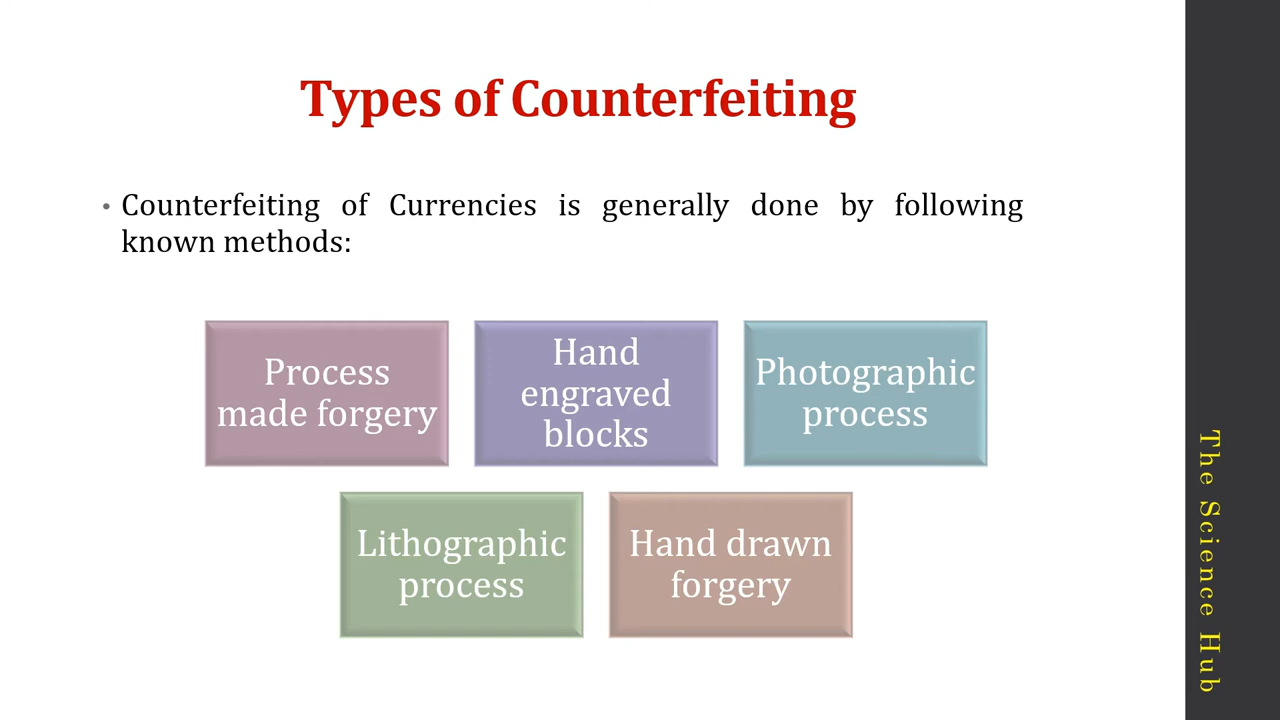 Types of Counterfeiting
• Counterfeiting of Currencies is generally done by following
known methods:
Process
made forgery
Hand
engraved
blocks
Photographic
process
Lithographic
process
Hand drawn
forgery
The Science Hub